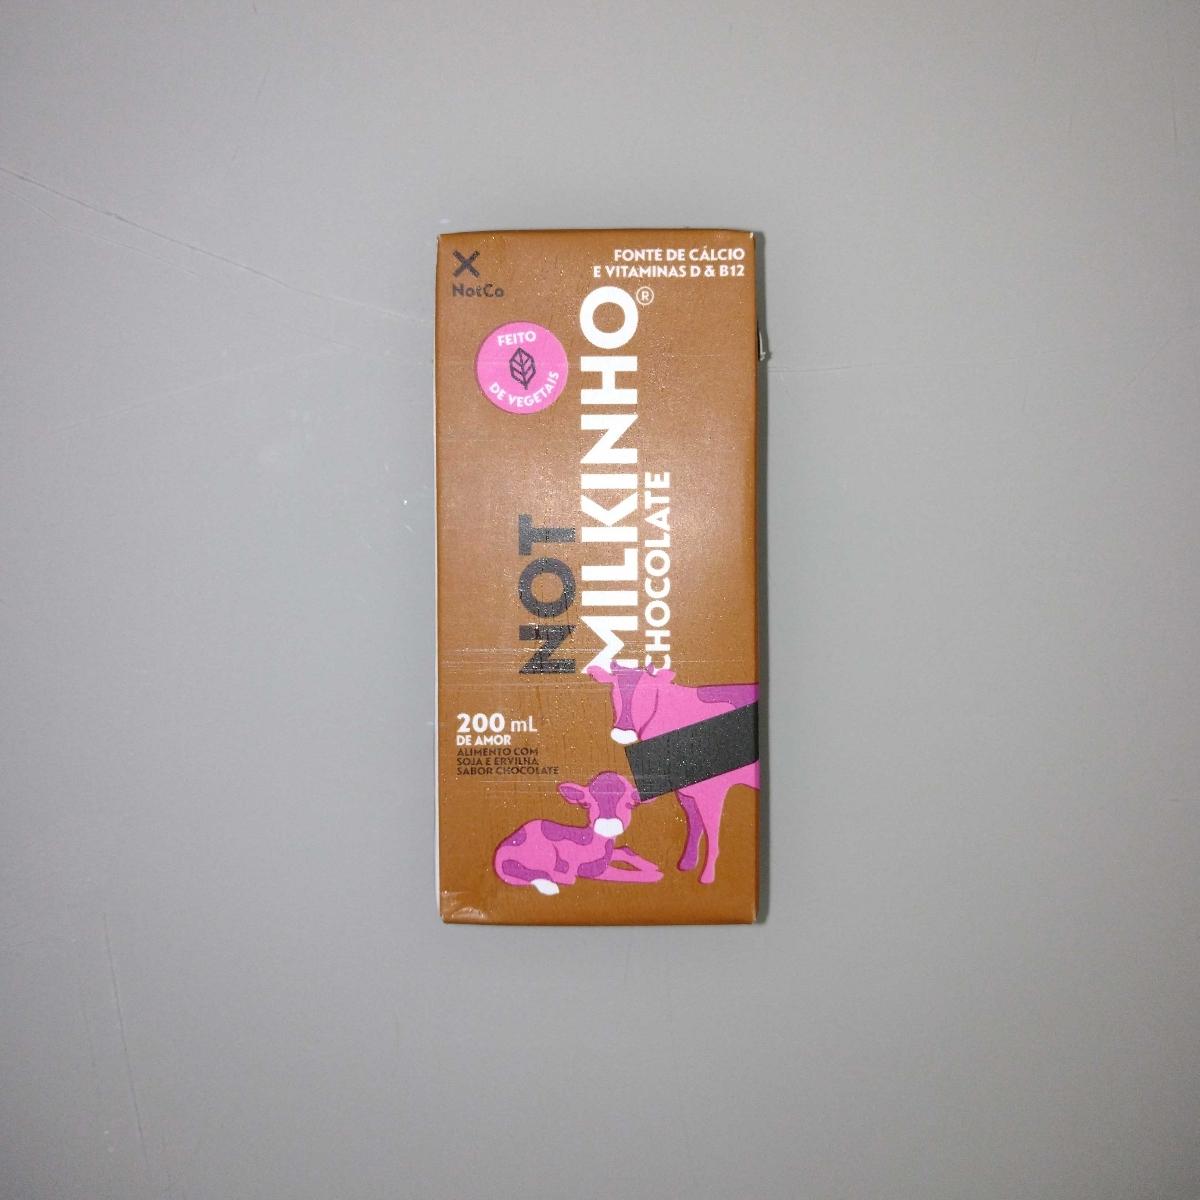 NotCo
FONTE DE CÁLCIO
E VITAMINAS D & B12
FEITO
DE VEGETAIS
NOT
MILKINHO®
CHOCOLATE
200 mL
DE AMOR
ALIMENTO COM
SOJA E ERVILHA
SABOR CHOCOLATE